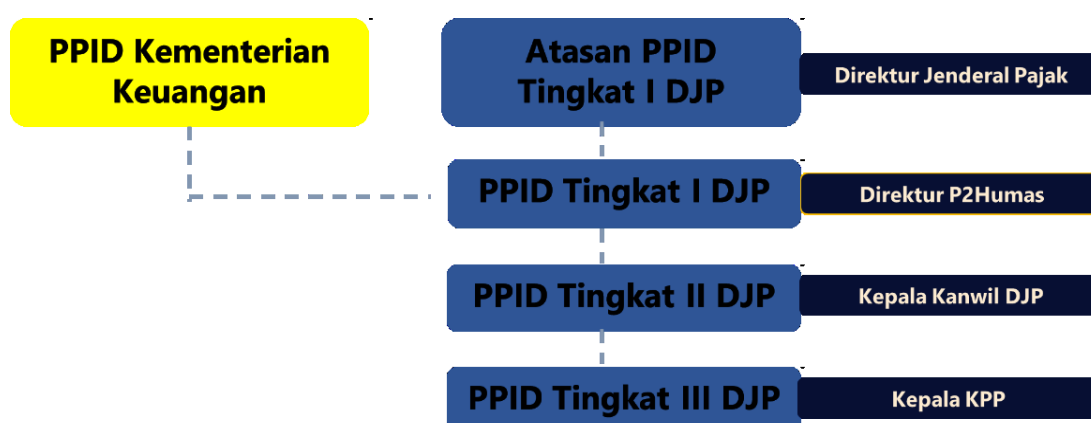 PPID Kementerian
Keuangan
Atasan PPID
Tingkat I DJP
Direktur Jenderal Pajak
PPID Tingkat I DJP
Direktur P2Humas
PPID Tingkat II DJP
Kepala Kanwil DJP
PPID Tingkat III DJP
Kepala KPP